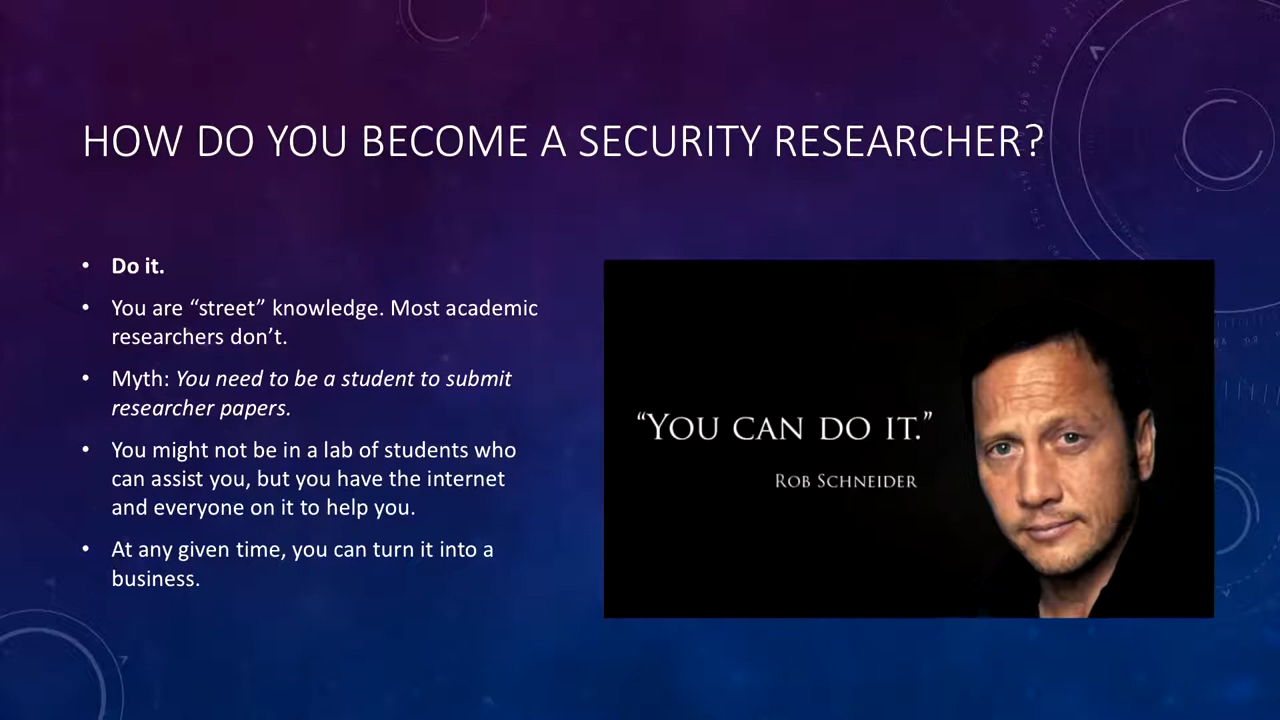 HOW DO YOU BECOME A SECURITY RESEARCHER?
• Do it.
• You are “street” knowledge. Most academic
researchers don’t.
• Myth: You need to be a student to submit
researcher papers.
• You might not be in a lab of students who
can assist you, but you have the internet
and everyone on it to help you.
• At any given time, you can turn it into a
business.
“YOU CAN DO IT.”
ROB SCHNEIDER